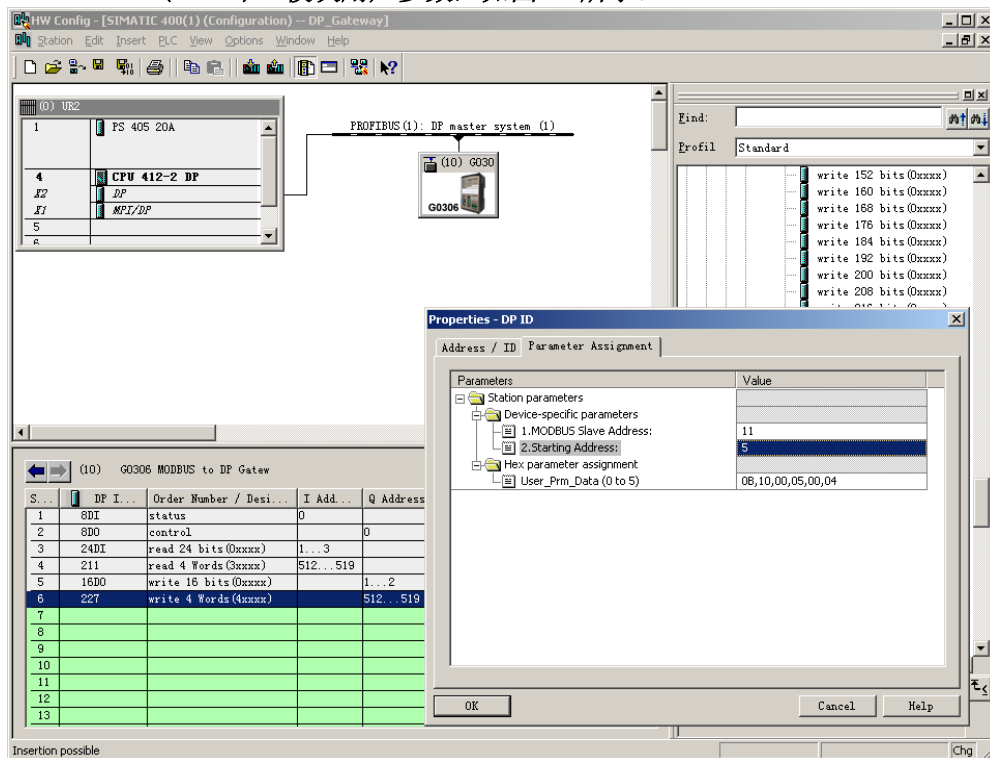 HW Config - [SIMATIC 400(1) (Configuration) -- DP_Gateway]
Station Edit Insert PLC View Options Window Help
(0) UR2
1 PS 405 20A
4 CPU 412-2 DP
X2 DP
X1 MPI/DP
5
6
PROFIBUS(1): DP master system (1)
(10) G030
G0306
Find:
Profil Standard
write 152 bits(0xxxx)
write 160 bits(0xxxx)
write 168 bits(0xxxx)
write 176 bits(0xxxx)
write 184 bits(0xxxx)
write 192 bits(0xxxx)
write 200 bits(0xxxx)
write 208 bits(0xxxx)
Properties - DP ID
Address / ID Parameter Assignment
Parameters Value
Station parameters
Device-specific parameters
1.MODBUS Slave Address: 11
2.Starting Address: 5
Hex parameter assignment
User_Prm_Data (0 to 5) 0B,10,00,05,00,04
OK Cancel Help
(10) G0306 MODBUS to DP Gatew
S... DP I... Order Number / Desi... I Add... Q Address
1 8DI status 0
2 8DO control 0
3 24DI read 24 bits(0xxxx) 1...3
4 211 read 4 Words(3xxxx) 512...519
5 16DO write 16 bits(0xxxx) 1...2
6 227 write 4 Words(4xxxx) 512...519
7
8
9
10
11
12
13
Insertion possible Chg